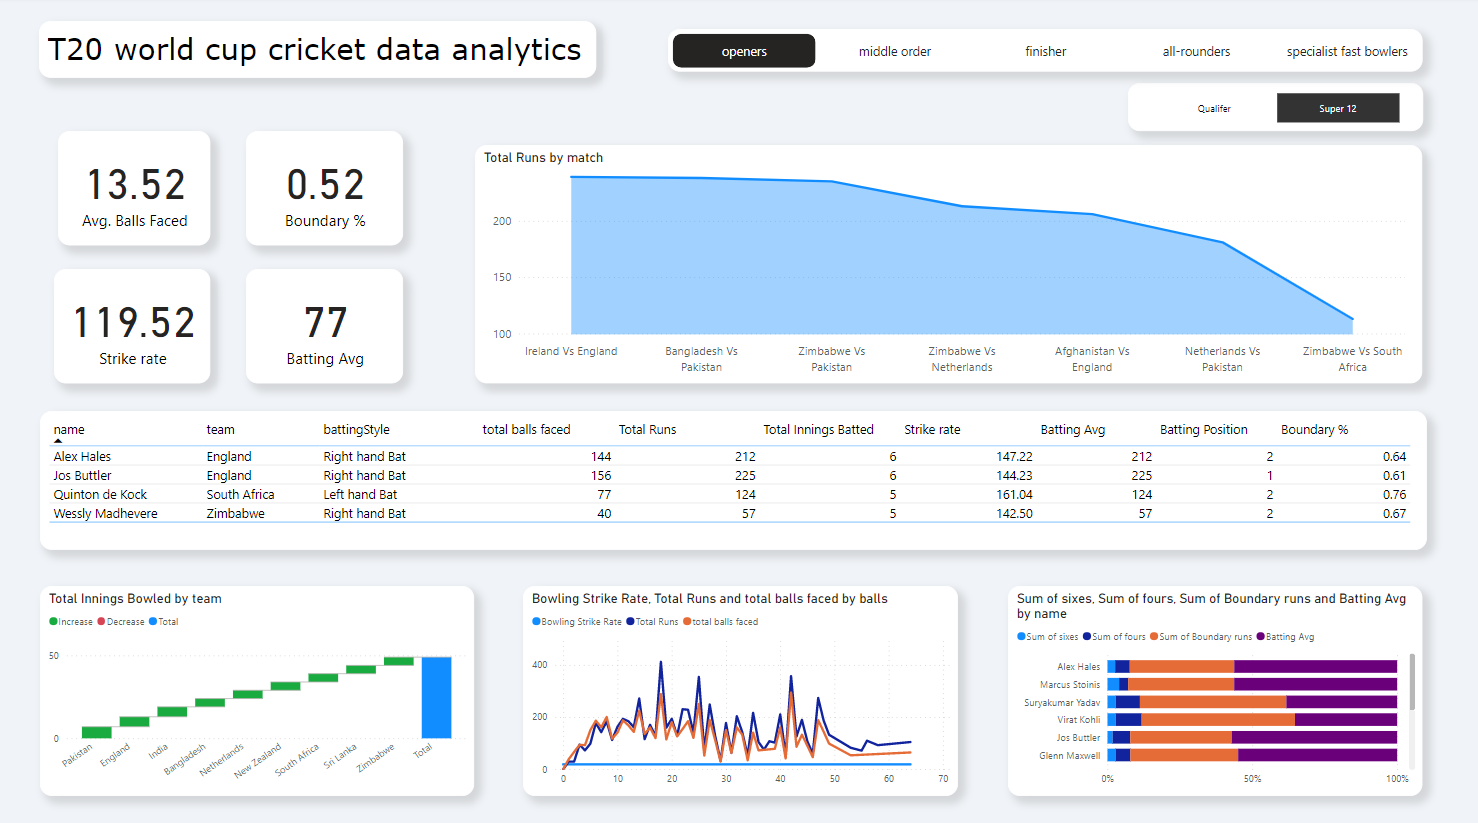 T20 world cup cricket data analytics
openers middle order finisher all-rounders specialist fast bowlers
Qualifer Super 12
13.52
Avg. Balls Faced
0.52
Boundary %
119.52
Strike rate
77
Batting Avg
Total Runs by match
200
150
100
Ireland Vs England
Bangladesh Vs
Pakistan
Zimbabwe Vs
Pakistan
Zimbabwe Vs
Netherlands
Afghanistan Vs
England
Netherlands Vs
Pakistan
Zimbabwe Vs South
Africa
name team battingStyle total balls faced Total Runs Total Innings Batted Strike rate Batting Avg Batting Position Boundary %
Alex Hales England Right hand Bat 144 212 6 147.22 212 2 0.64
Jos Buttler England Right hand Bat 156 225 6 144.23 225 1 0.61
Quinton de Kock South Africa Left hand Bat 77 124 5 161.04 124 2 0.76
Wessly Madhevere Zimbabwe Right hand Bat 40 57 5 142.50 57 2 0.67
Total Innings Bowled by team
Increase Decrease Total
50
0
Pakistan England India Bangladesh Netherlands New Zealand South Africa Sri Lanka Zimbabwe Total
Bowling Strike Rate, Total Runs and total balls faced by balls
Bowling Strike Rate Total Runs total balls faced
400
200
0
0 10 20 30 40 50 60 70
Sum of sixes, Sum of fours, Sum of Boundary runs and Batting Avg
by name
Sum of sixes Sum of fours Sum of Boundary runs Batting Avg
Alex Hales
Marcus Stoinis
Suryakumar Yadav
Virat Kohli
Jos Buttler
Glenn Maxwell
0% 50% 100%